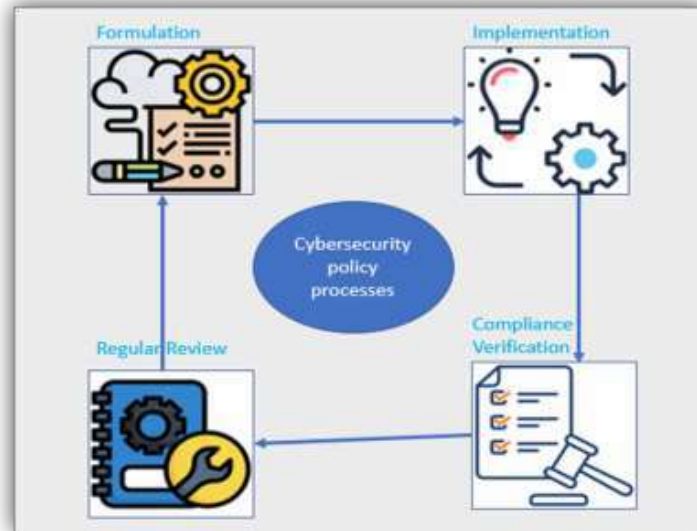 Formulation
Implementation
Cybersecurity
policy
processes
Regular Review
Compliance
Verification